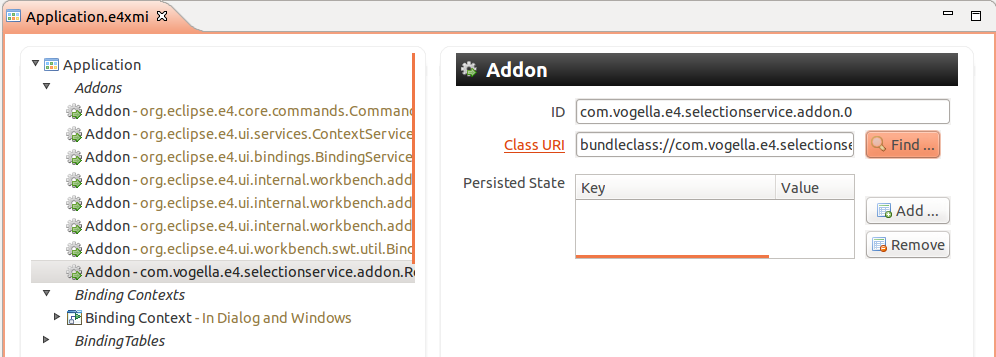 Application.e4xmi
Application
Addons
Addon - org.eclipse.e4.core.commands.Comman
Addon - org.eclipse.e4.ui.services.ContextService
Addon - org.eclipse.e4.ui.bindings.BindingService
Addon - org.eclipse.e4.ui.internal.workbench.add
Addon - org.eclipse.e4.ui.internal.workbench.add
Addon - org.eclipse.e4.ui.internal.workbench.add
Addon - org.eclipse.e4.ui.workbench.swt.util.Bin
Addon - com.vogella.e4.selectionservice.addon.Re
Binding Contexts
Binding Context - In Dialog and Windows
BindingTables
Addon
ID com.vogella.e4.selectionservice.addon.0
Class URI bundleclass://com.vogella.e4.selectionse Find ...
Persisted State Key Value
Add ...
Remove